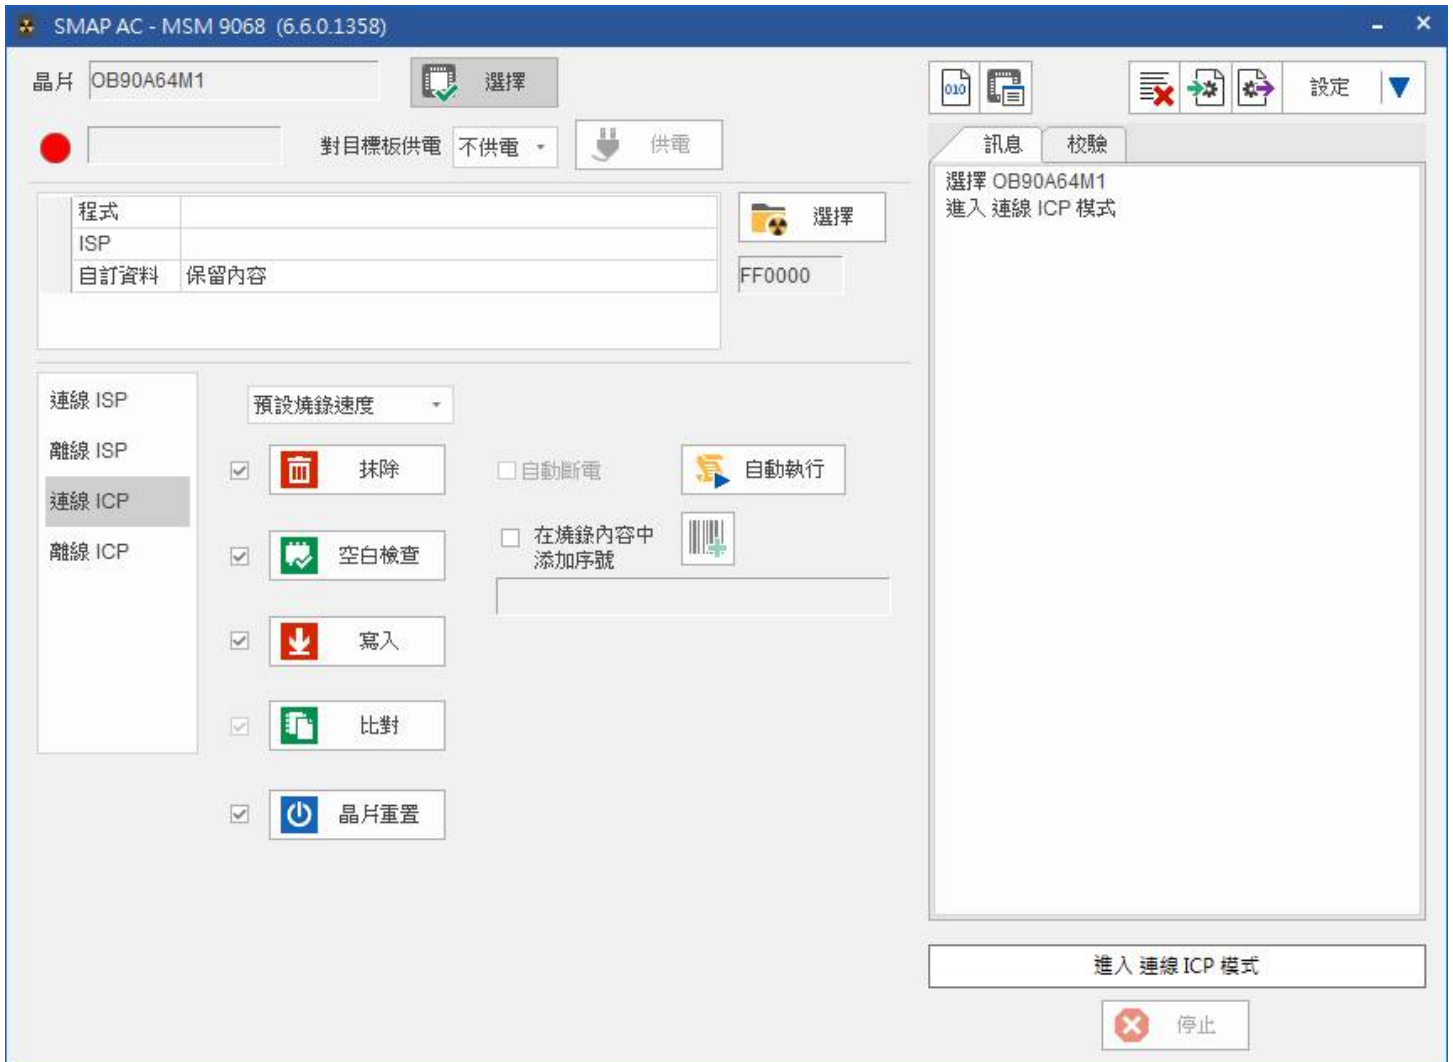 SMAP AC - MSM 9068 (6.6.0.1358)
晶片 OB90A64M1 選擇
對目標板供電 不供電 供電
程式
ISP
自訂資料 保留內容
選擇
FF0000
連線 ISP
離線 ISP
連線 ICP
離線 ICP
預設燒錄速度
抹除
空白檢查
寫入
比對
晶片重置
自動斷電
自動執行
在燒錄內容中
添加序號
010
設定
訊息 校驗
選擇 OB90A64M1
進入 連線 ICP 模式
進入 連線 ICP 模式
停止